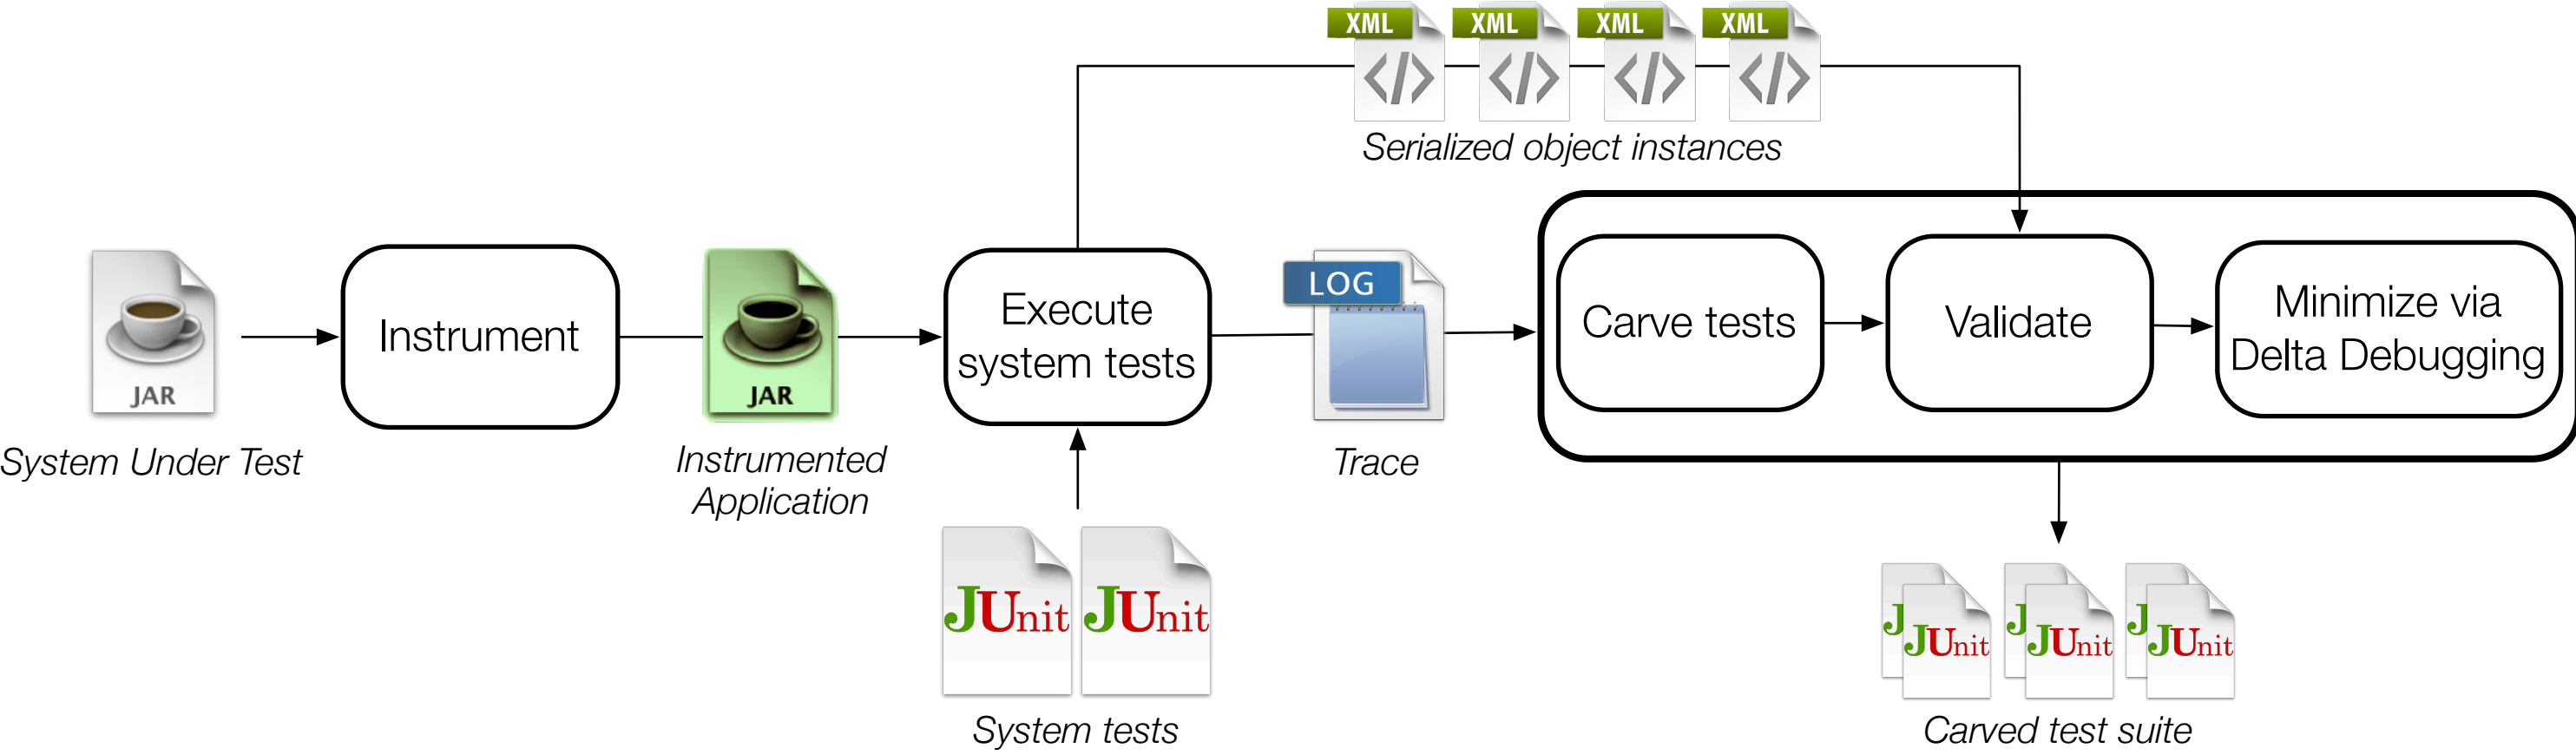 XML XML XML XML
Serialized object instances
JAR
System Under Test
Instrument
JAR
Instrumented
Application
Execute
system tests
LOG
Trace
Carve tests
Validate
Minimize via
Delta Debugging
JUnit JUnit
System tests
J JUnit J JUnit J JUnit
Carved test suite